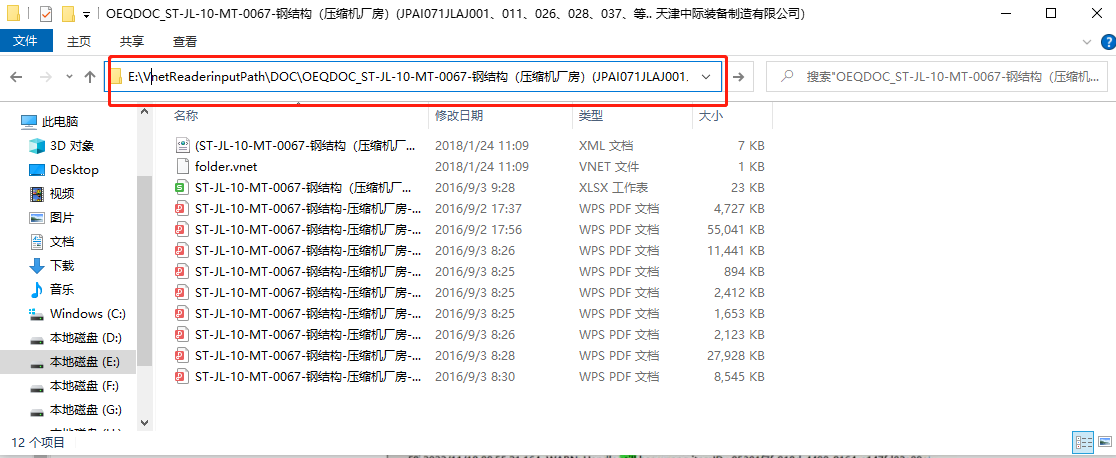 OEQDOC_ST-JL-10-MT-0067-钢结构（压缩机厂房）(JPAI071JLAJ001、011、026、028、037、等.. 天津中际装备制造有限公司）
文件 主页 共享 查看
E:\VnetReaderinputPath\DOC\OEQDOC_ST-JL-10-MT-0067-钢结构（压缩机厂房）(JPAI071JLAJ001.
搜索"OEQDOC_ST-JL-10-MT-0067-钢结构（压缩机...
名称 修改日期 类型 大小
此电脑
3D 对象
Desktop
视频
图片
文档
下载
音乐
Windows (C:)
本地磁盘 (D:)
本地磁盘 (E:)
本地磁盘 (F:)
本地磁盘 (G:)
(ST-JL-10-MT-0067-钢结构（压缩机厂... 2018/1/24 11:09 XML 文档 7 KB
folder.vnet 2018/1/24 11:09 VNET 文件 1 KB
ST-JL-10-MT-0067-钢结构（压缩机厂... 2016/9/3 9:28 XLSX 工作表 23 KB
ST-JL-10-MT-0067-钢结构-压缩机厂房-... 2016/9/2 17:37 WPS PDF 文档 4,727 KB
ST-JL-10-MT-0067-钢结构-压缩机厂房-... 2016/9/2 17:56 WPS PDF 文档 55,041 KB
ST-JL-10-MT-0067-钢结构-压缩机厂房-... 2016/9/3 8:26 WPS PDF 文档 11,441 KB
ST-JL-10-MT-0067-钢结构-压缩机厂房-... 2016/9/3 8:25 WPS PDF 文档 894 KB
ST-JL-10-MT-0067-钢结构-压缩机厂房-... 2016/9/3 8:25 WPS PDF 文档 2,412 KB
ST-JL-10-MT-0067-钢结构-压缩机厂房-... 2016/9/3 8:25 WPS PDF 文档 1,653 KB
ST-JL-10-MT-0067-钢结构-压缩机厂房-... 2016/9/3 8:26 WPS PDF 文档 2,123 KB
ST-JL-10-MT-0067-钢结构-压缩机厂房-... 2016/9/3 8:28 WPS PDF 文档 27,928 KB
ST-JL-10-MT-0067-钢结构-压缩机厂房-... 2016/9/3 8:30 WPS PDF 文档 8,545 KB
12 个项目